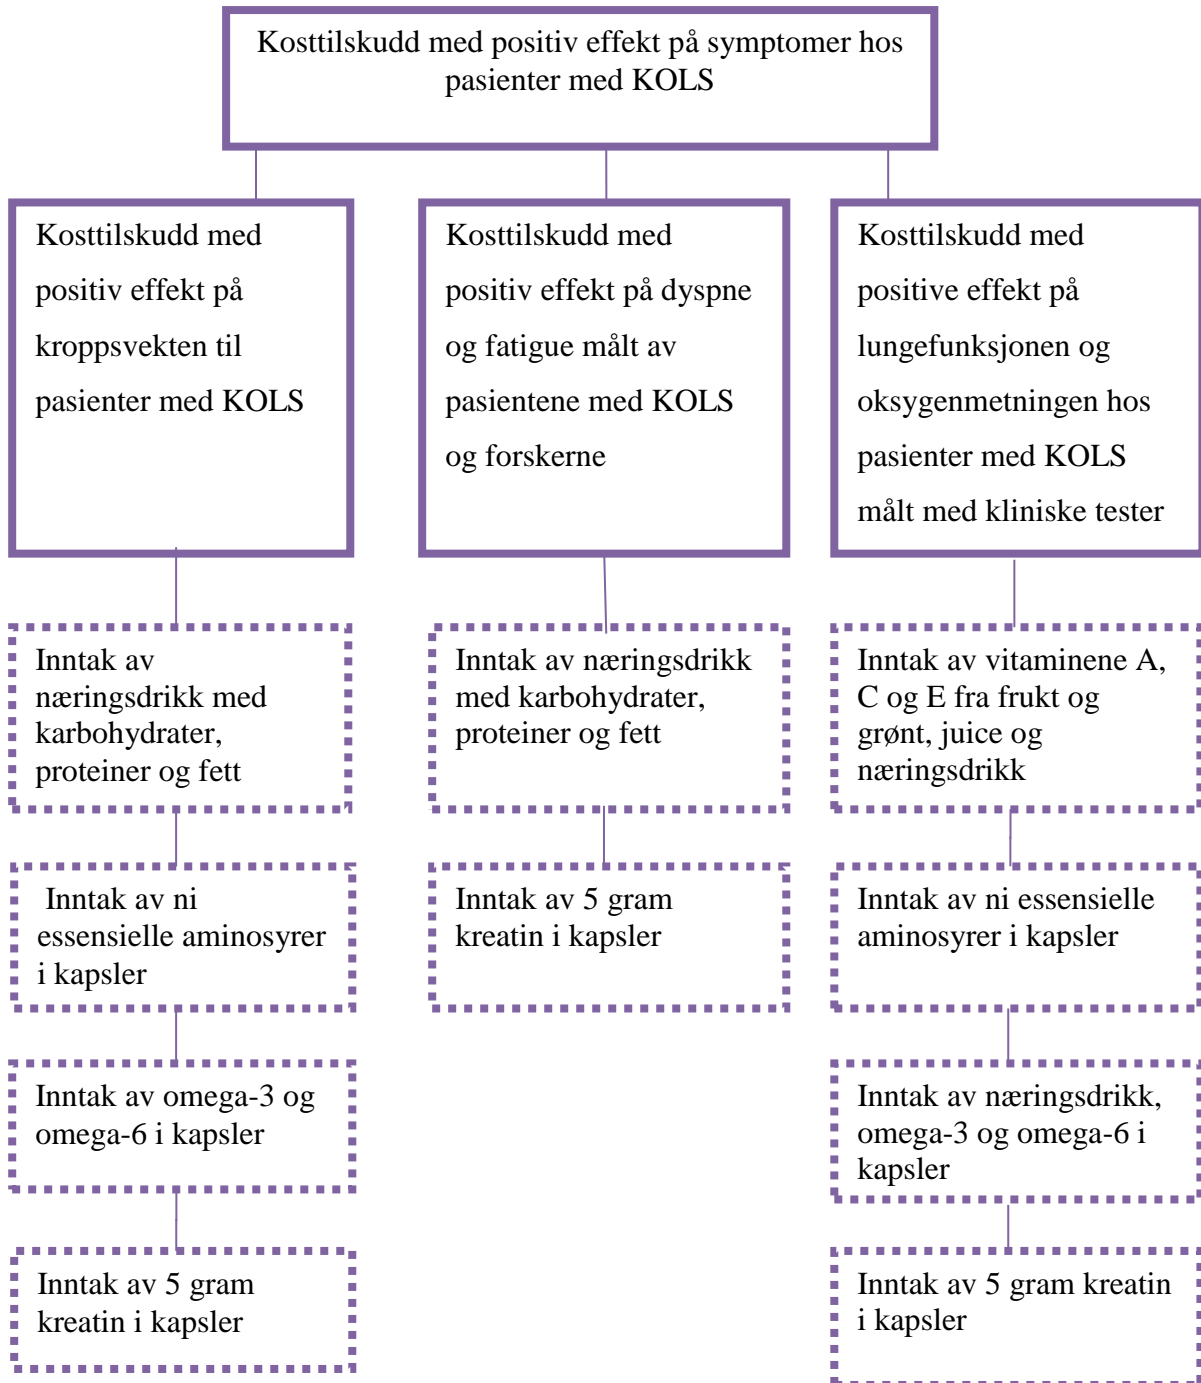 Kosttilskudd med positiv effekt på symptomer hos
pasienter med KOLS
Kosttilskudd med
positiv effekt på
kroppsvekten til
pasienter med KOLS
Kosttilskudd med
positiv effekt på dyspne
og fatigue målt av
pasientene med KOLS
og forskerne
Kosttilskudd med
positive effekt på
lungefunksjonen og
oksygenmetningen hos
pasienter med KOLS
målt med kliniske tester
Inntak av
næringsdrikk med
karbohydrater,
proteiner og fett
Inntak av næringsdrikk
med karbohydrater,
proteiner og fett
Inntak av vitaminene A,
C og E fra frukt og
grønt, juice og
næringsdrikk
Inntak av ni
essensielle aminosyrer
i kapsler
Inntak av 5 gram
kreatin i kapsler
Inntak av ni essensielle
aminosyrer i kapsler
Inntak av omega-3 og
omega-6 i kapsler
Inntak av næringsdrikk,
omega-3 og omega-6 i
kapsler
Inntak av 5 gram
kreatin i kapsler
Inntak av 5 gram kreatin
i kapsler